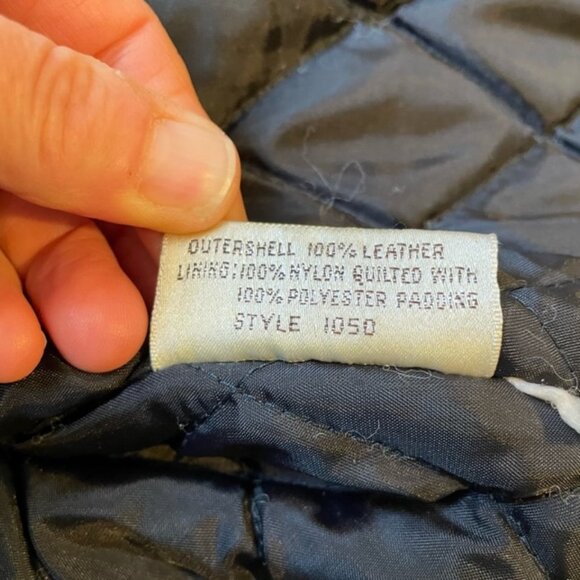 OUTERSHELL 100% LEATHER
LINING:100% NYLON QUILTED WITH
100% POLYESTER PADDING
STYLE 1050